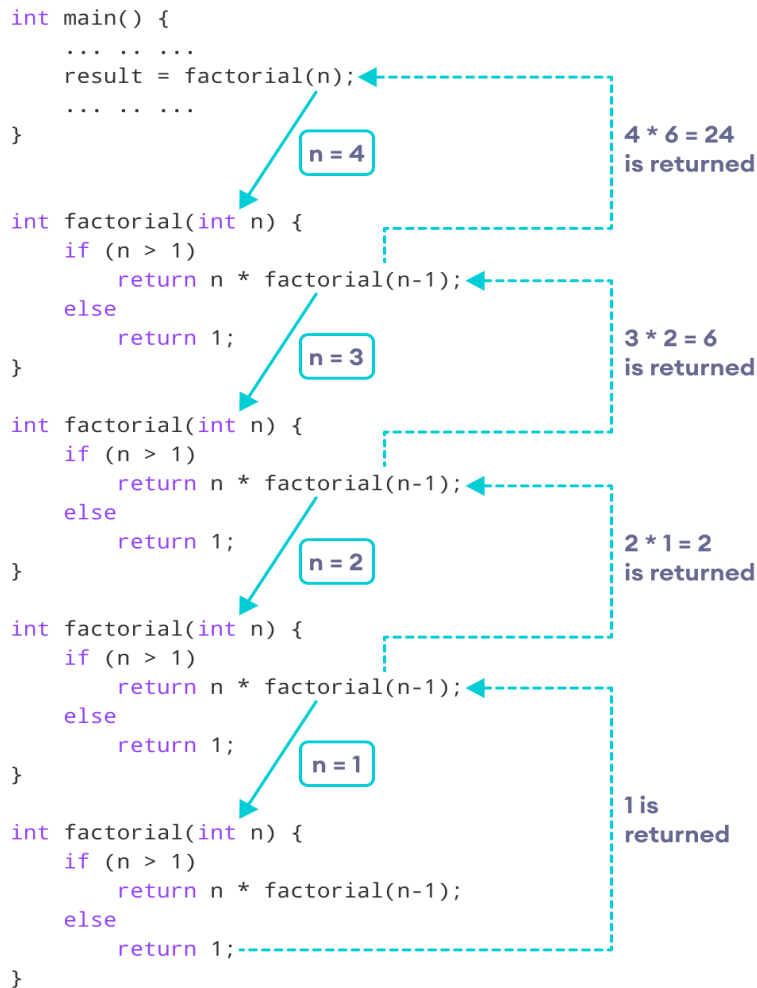 int main() {
    ... .. ...
    result = factorial(n);
    ... .. ...
}
4 * 6 = 24
is returned
n = 4
int factorial(int n) {
    if (n > 1)
        return n * factorial(n-1);
    else
        return 1;
}
3 * 2 = 6
is returned
n = 3
int factorial(int n) {
    if (n > 1)
        return n * factorial(n-1);
    else
        return 1;
}
2 * 1 = 2
is returned
n = 2
int factorial(int n) {
    if (n > 1)
        return n * factorial(n-1);
    else
        return 1;
}
n = 1
1 is
returned
int factorial(int n) {
    if (n > 1)
        return n * factorial(n-1);
    else
        return 1;
}